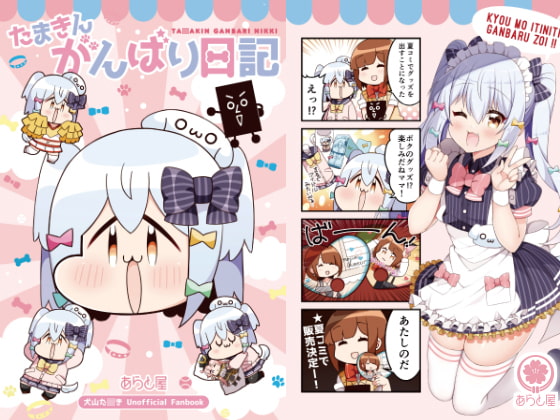 たまきん
がんばり日記
TA▢AKIN GANBARI NIKKI
OwO
あらし屋
犬山た▢き Unofficial Fanbook
夏コミでグッズを
出すことになった
えっ!?
ボクのグッズ!?
楽しみだねママ!
ばーん!
あたしのだ
★夏コミで
販売決定ー!
KYOU MO ITINITI
GANBARU ZOI !!
あらし屋